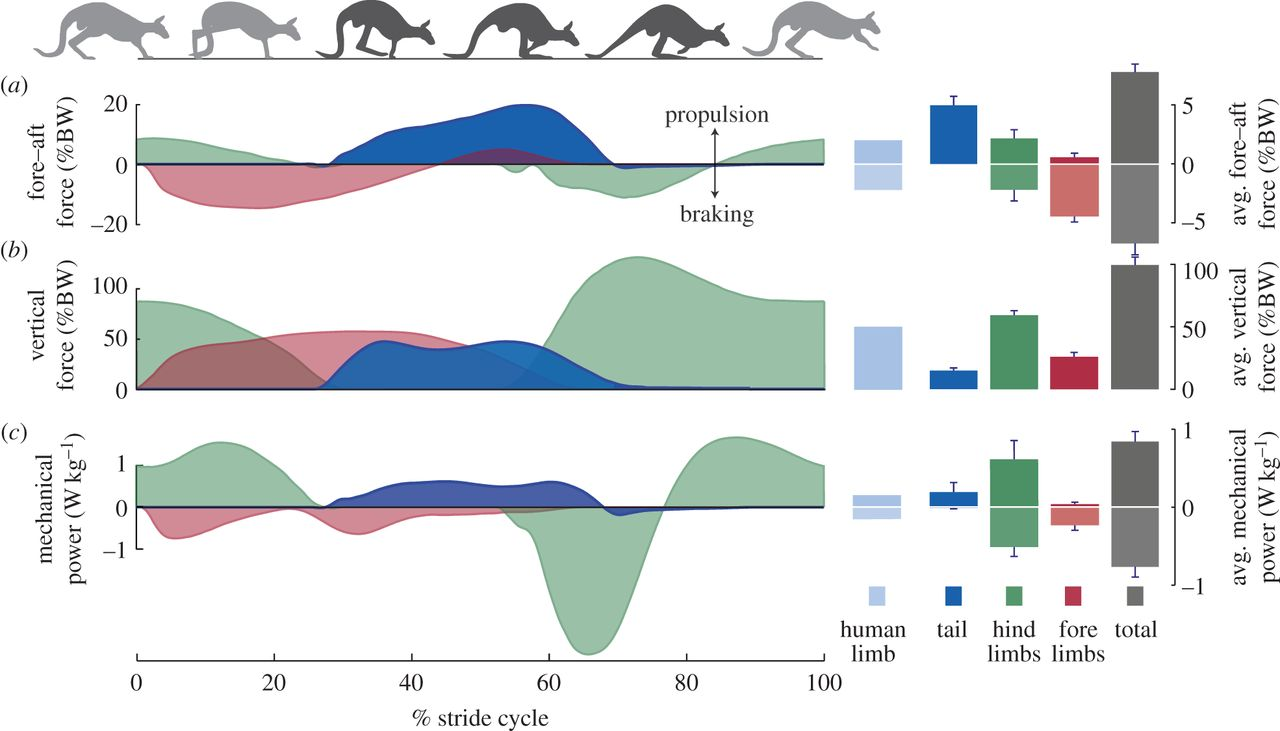 (a)
fore–aft
force (%BW)
20
0
–20
propulsion
braking
5
0
–5
avg. fore–aft
force (%BW)
(b)
vertical
force (%BW)
100
50
0
100
50
0
avg. vertical
force (%BW)
(c)
mechanical
power (W kg–1)
1
0
–1
1
0
–1
avg. mechanical
power (W kg–1)
human
limb
tail
hind
limbs
fore
limbs
total
0
20
40
60
80
100
% stride cycle